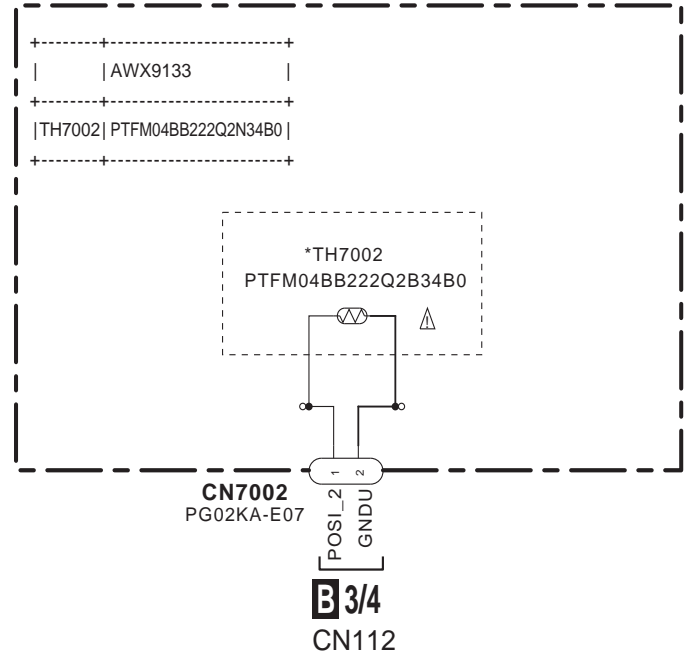 +--------+----------------------+
| | AWX9133 |
+--------+----------------------+
|TH7002| PTFM04BB222Q2N34B0 |
+--------+----------------------+
*TH7002
PTFM04BB222Q2B34B0
!
1 2
CN7002
PG02KA-E07
POSI_2
GNDU
B 3/4
CN112